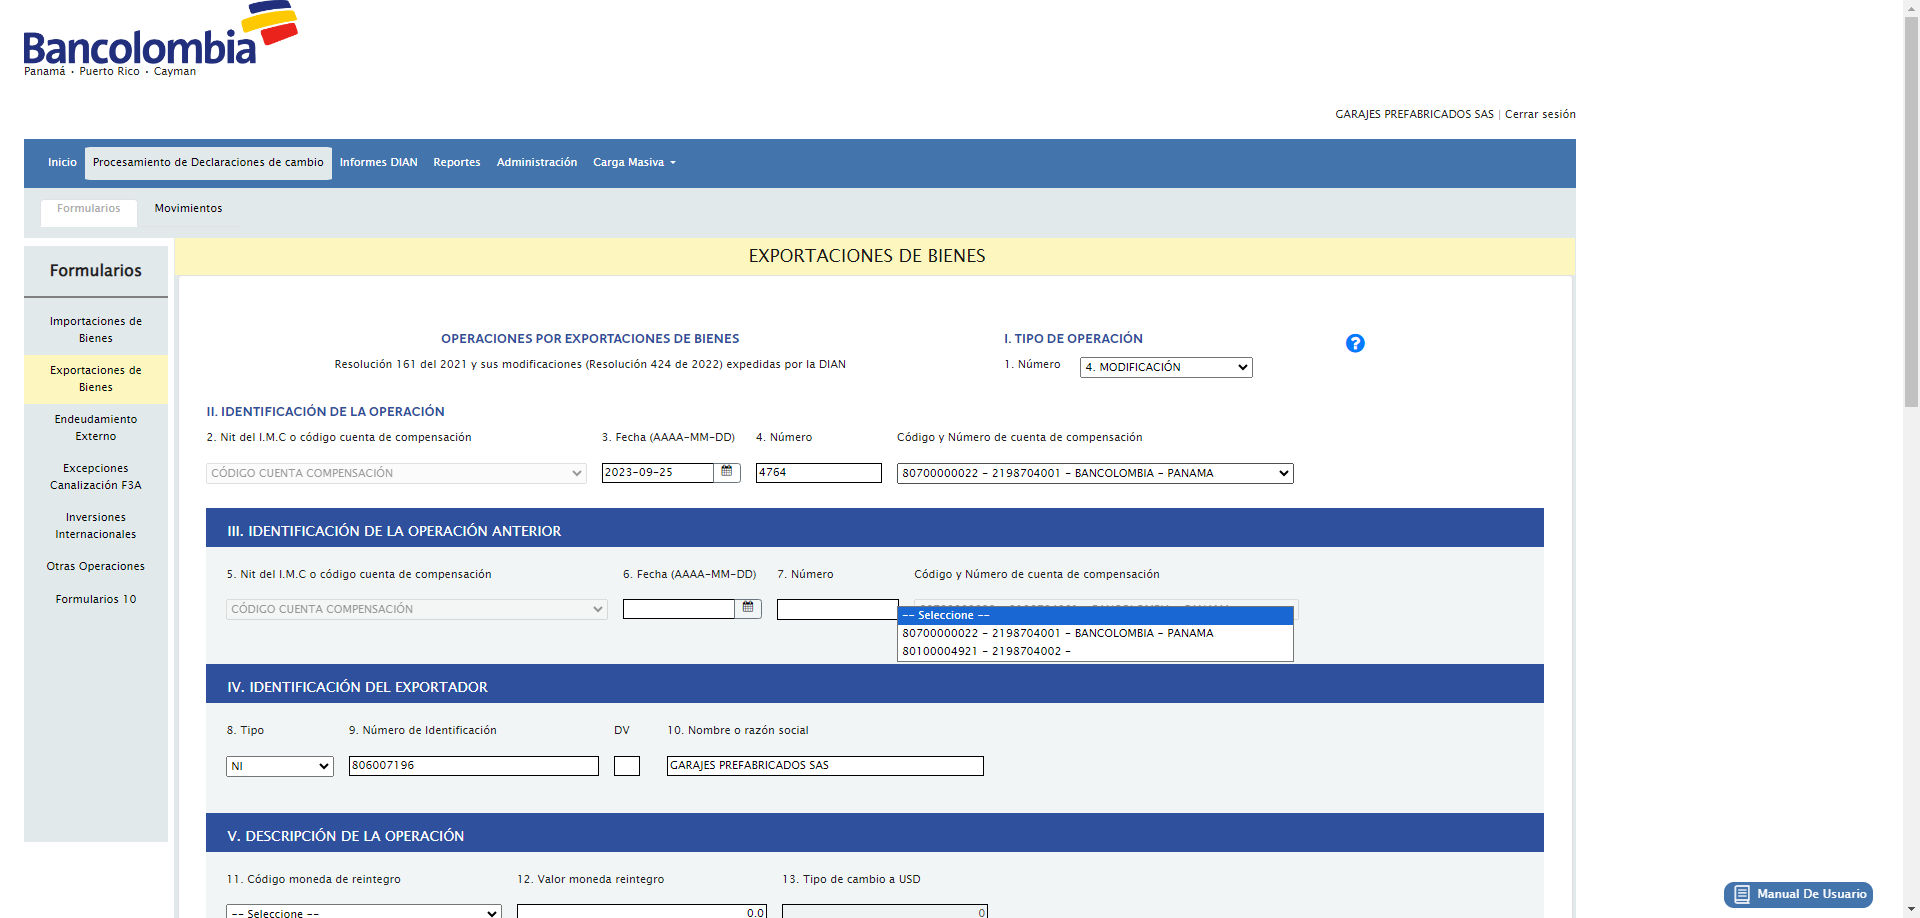 Bancolombia
Panamá · Puerto Rico · Cayman
GARAJES PREFABRICADOS SAS | Cerrar sesión
Inicio Procesamiento de Declaraciones de cambio Informes DIAN Reportes Administración Carga Masiva
Formularios Movimientos
Formularios
Importaciones de
Bienes
Exportaciones de
Bienes
Endeudamiento
Externo
Excepciones
Canalización F3A
Inversiones
Internacionales
Otras Operaciones
Formularios 10
EXPORTACIONES DE BIENES
OPERACIONES POR EXPORTACIONES DE BIENES
Resolución 161 del 2021 y sus modificaciones (Resolución 424 de 2022) expedidas por la DIAN
I. TIPO DE OPERACIÓN
1. Número 4. MODIFICACIÓN
?
II. IDENTIFICACIÓN DE LA OPERACIÓN
2. Nit del I.M.C o código cuenta de compensación 3. Fecha (AAAA-MM-DD) 4. Número Código y Número de cuenta de compensación
CÓDIGO CUENTA COMPENSACIÓN 2023-09-25 4764 80700000022 - 2198704001 - BANCOLOMBIA - PANAMA
III. IDENTIFICACIÓN DE LA OPERACIÓN ANTERIOR
5. Nit del I.M.C o código cuenta de compensación 6. Fecha (AAAA-MM-DD) 7. Número Código y Número de cuenta de compensación
CÓDIGO CUENTA COMPENSACIÓN
-- Seleccione --
80700000022 - 2198704001 - BANCOLOMBIA - PANAMA
80100004921 - 2198704002 -
IV. IDENTIFICACIÓN DEL EXPORTADOR
8. Tipo 9. Número de Identificación DV 10. Nombre o razón social
NI 806007196 GARAJES PREFABRICADOS SAS
V. DESCRIPCIÓN DE LA OPERACIÓN
11. Código moneda de reintegro 12. Valor moneda reintegro 13. Tipo de cambio a USD
-- Seleccione -- 0.0 0
Manual De Usuario